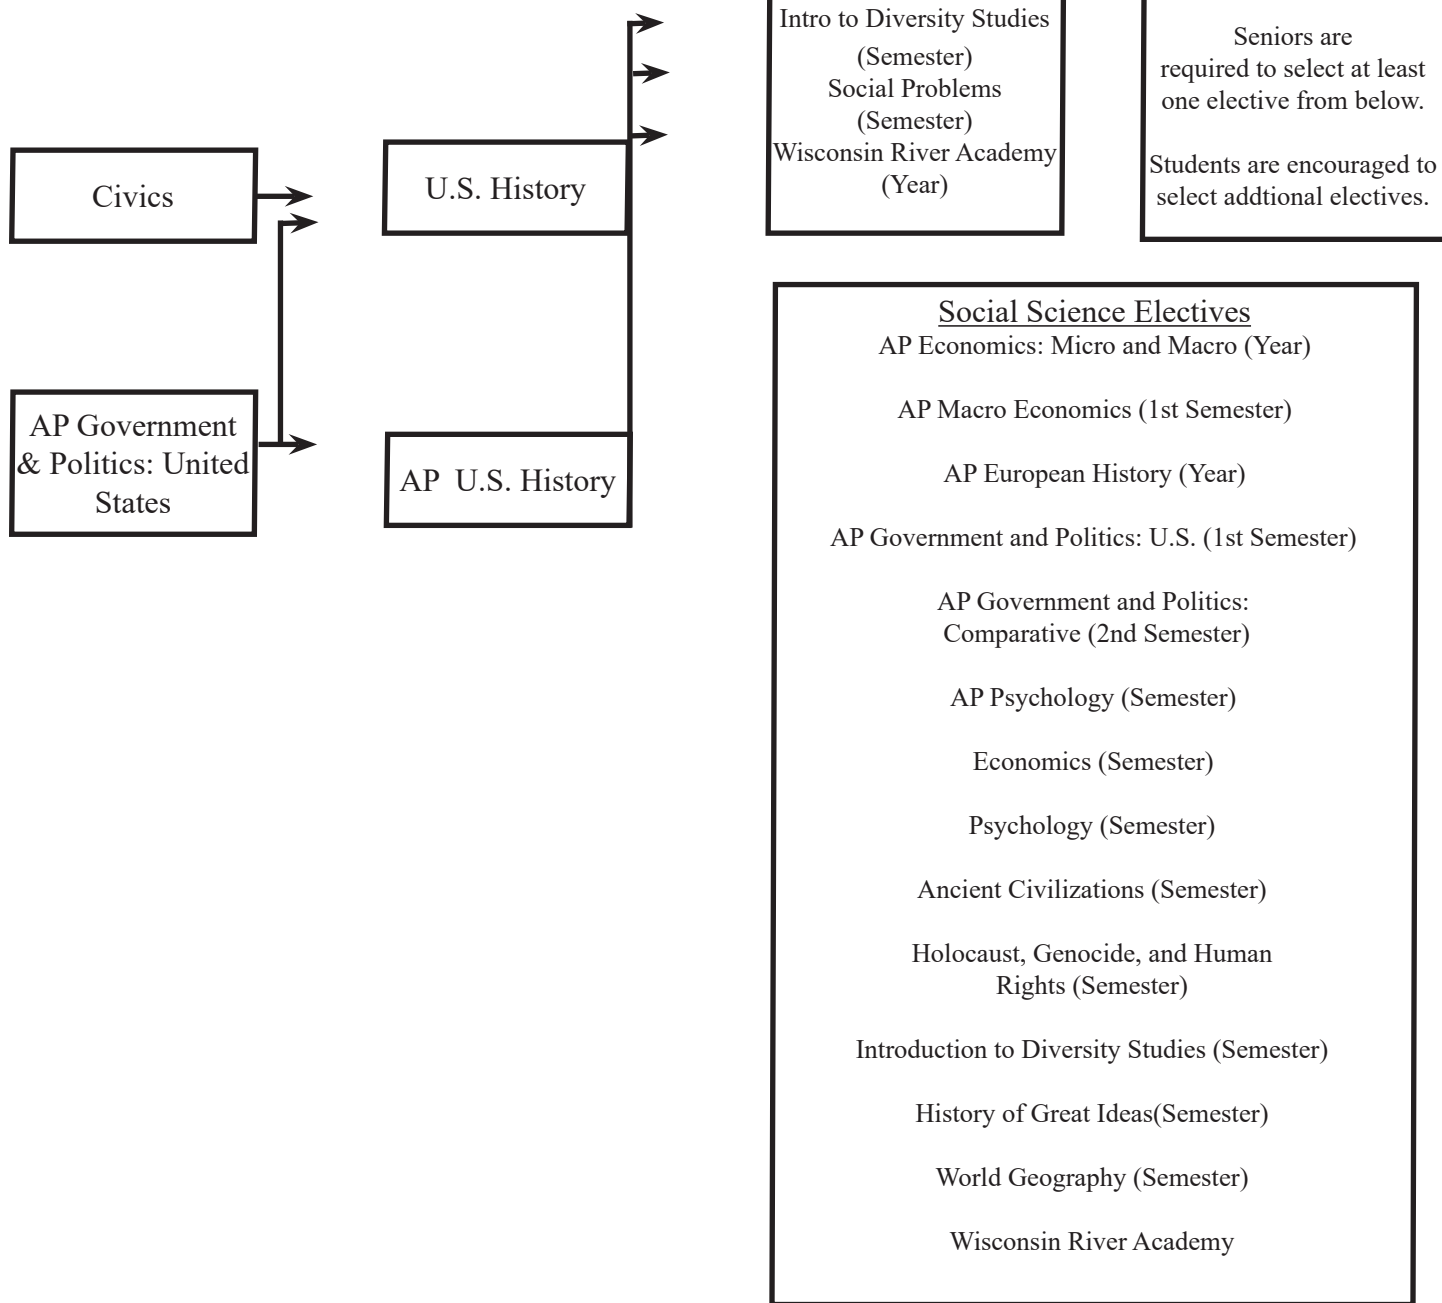 Civics
AP Government
& Politics: United
States
U.S. History
AP  U.S. History
Intro to Diversity Studies
(Semester)
Social Problems
(Semester)
Wisconsin River Academy
(Year)
Seniors are
required to select at least
one elective from below.
Students are encouraged to
select addtional electives.
Social Science Electives
AP Economics: Micro and Macro (Year)
AP Macro Economics (1st Semester)
AP European History (Year)
AP Government and Politics: U.S. (1st Semester)
AP Government and Politics:
Comparative (2nd Semester)
AP Psychology (Semester)
Economics (Semester)
Psychology (Semester)
Ancient Civilizations (Semester)
Holocaust, Genocide, and Human
Rights (Semester)
Introduction to Diversity Studies (Semester)
History of Great Ideas(Semester)
World Geography (Semester)
Wisconsin River Academy